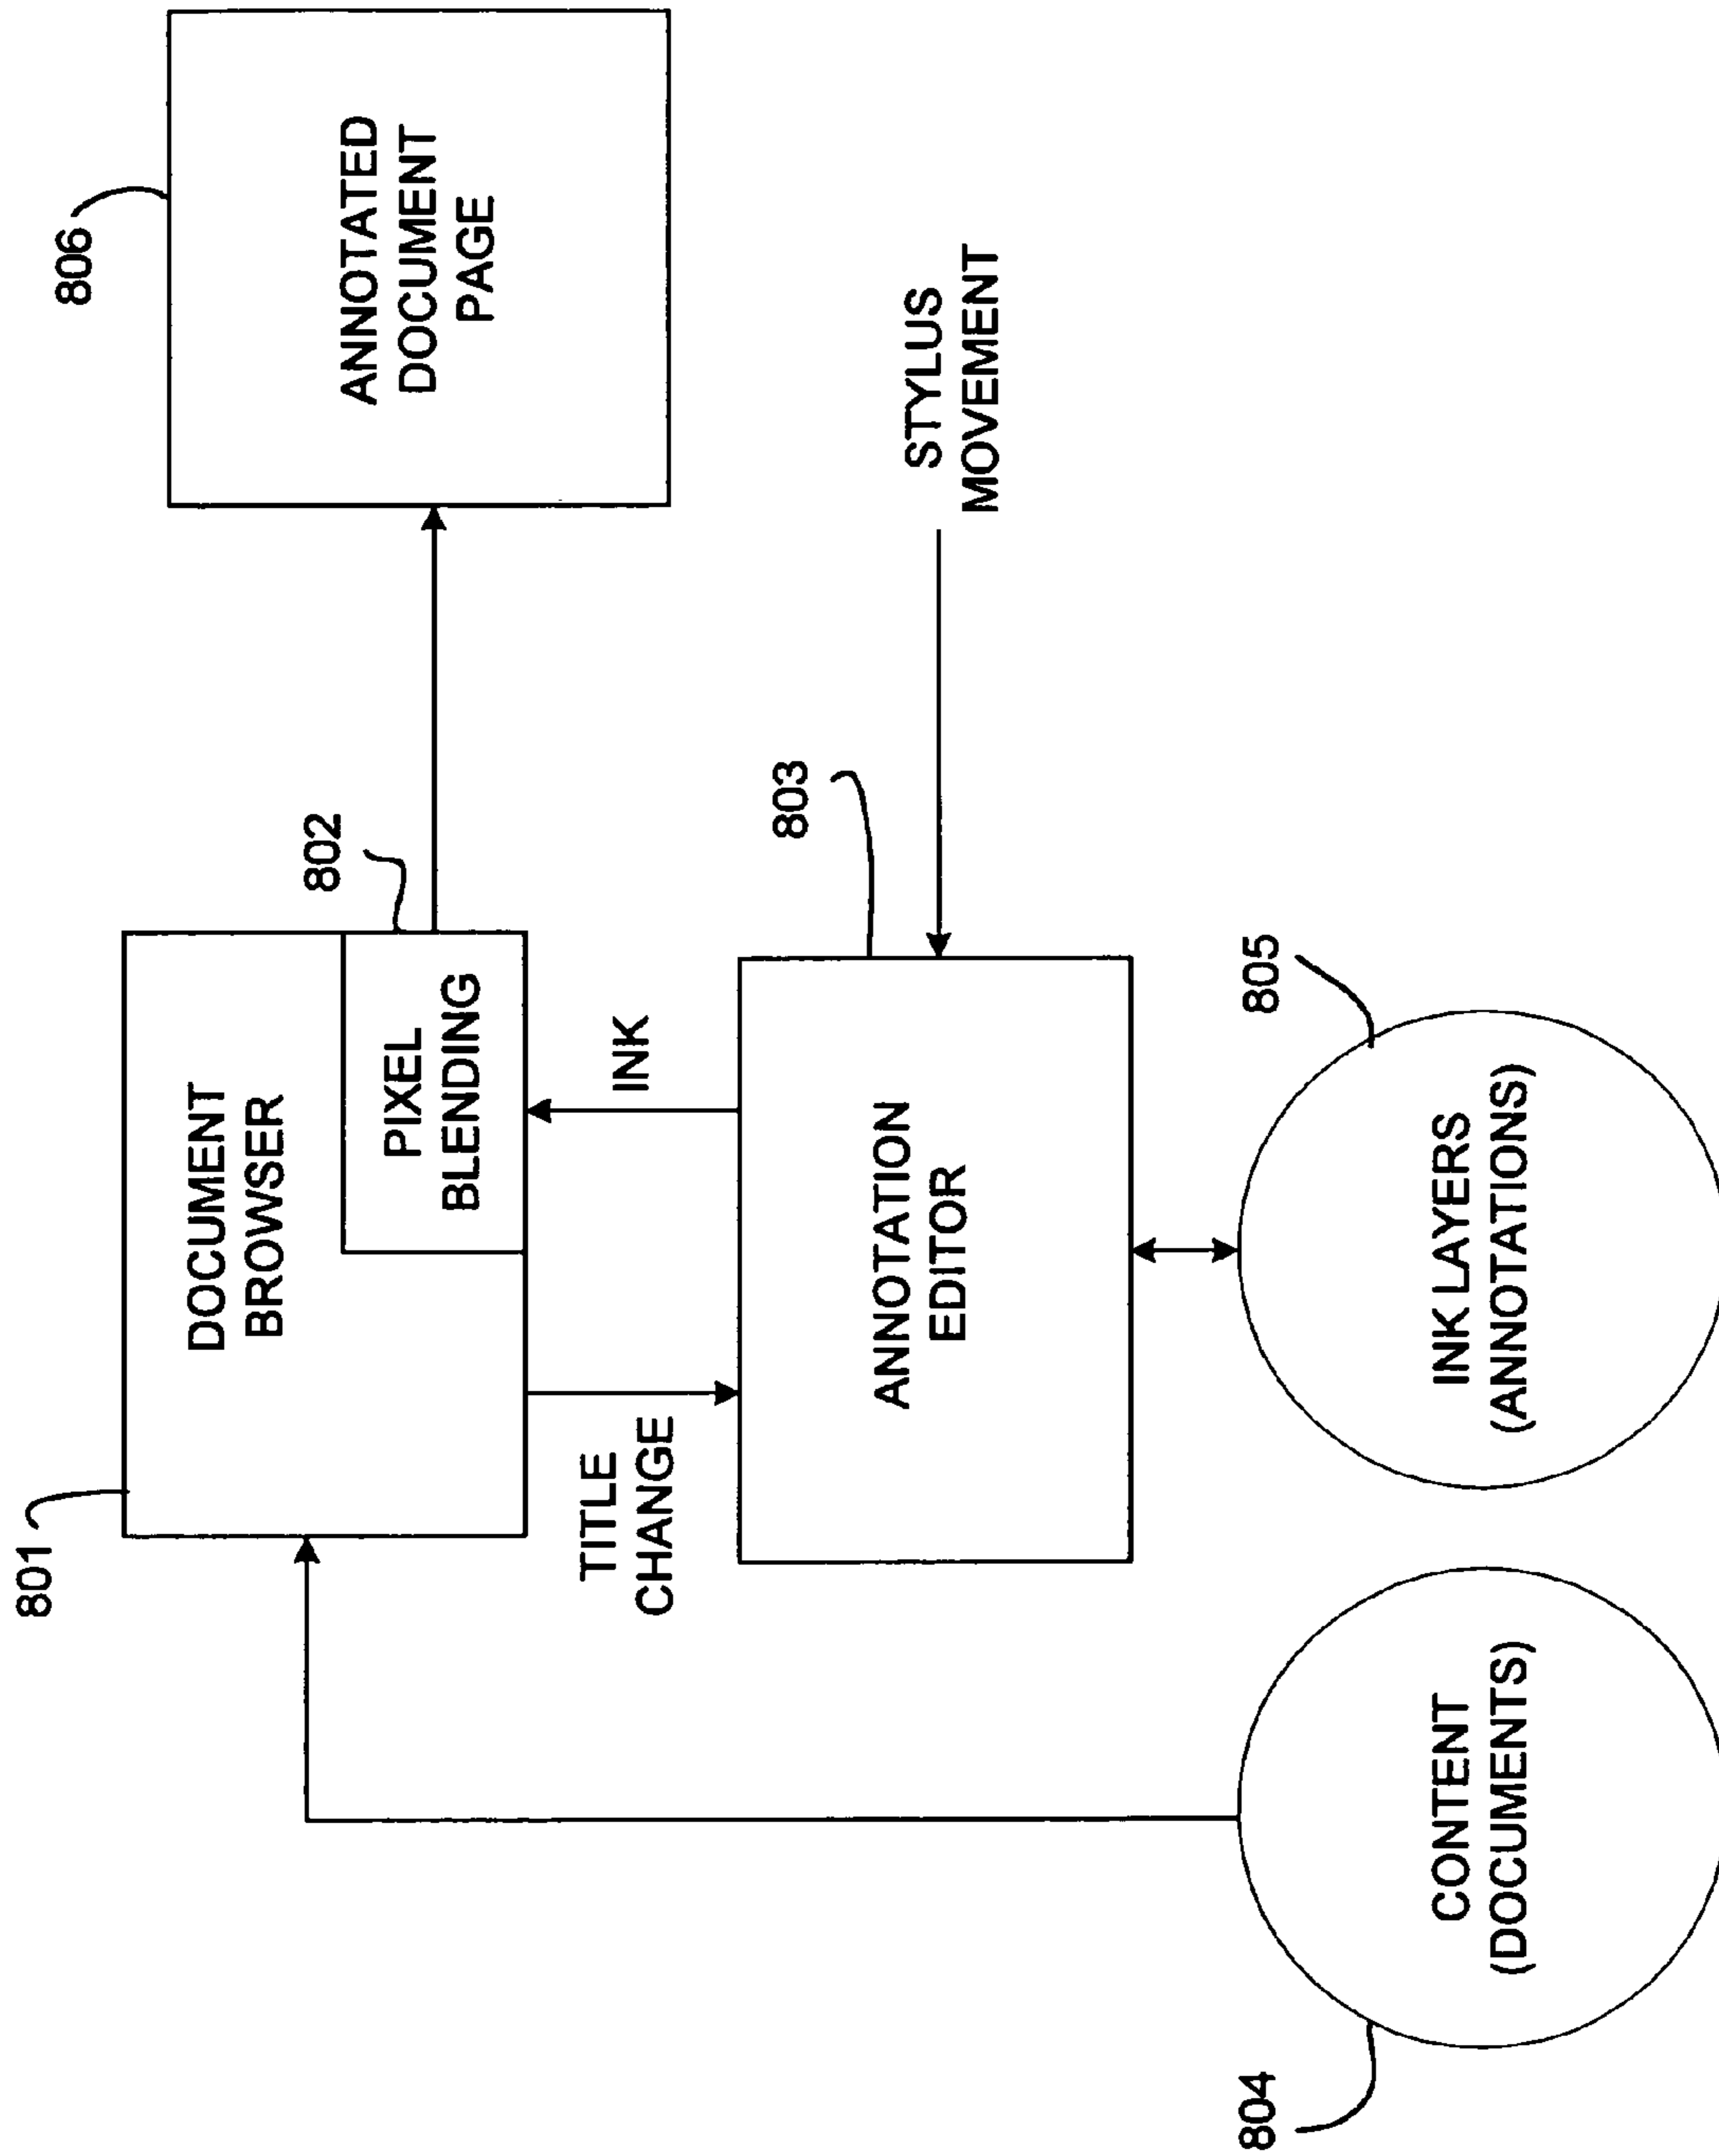 801
DOCUMENT
BROWSER
802
PIXEL
BLENDING
806
ANNOTATED
DOCUMENT
PAGE
TITLE
CHANGE
INK
803
ANNOTATION
EDITOR
STYLUS
MOVEMENT
804
CONTENT
(DOCUMENTS)
805
INK LAYERS
(ANNOTATIONS)